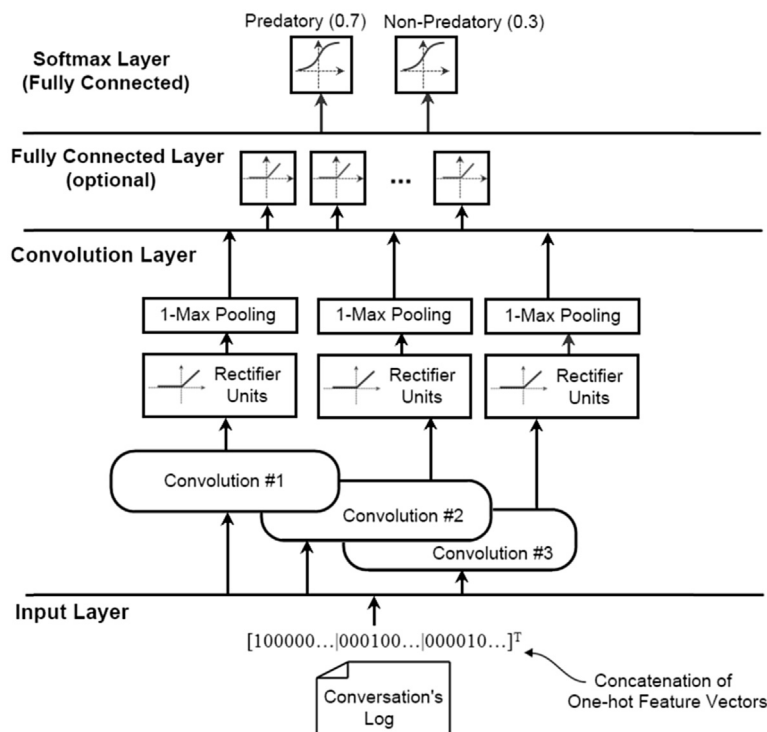 Predatory (0.7) Non-Predatory (0.3)
Softmax Layer
(Fully Connected)
Fully Connected Layer
(optional)
...
Convolution Layer
1-Max Pooling 1-Max Pooling 1-Max Pooling
Rectifier Units
Rectifier Units
Rectifier Units
Convolution #1
Convolution #2
Convolution #3
Input Layer
[100000...|000100...|000010...]ᵀ
Concatenation of
One-hot Feature Vectors
Conversation's
Log